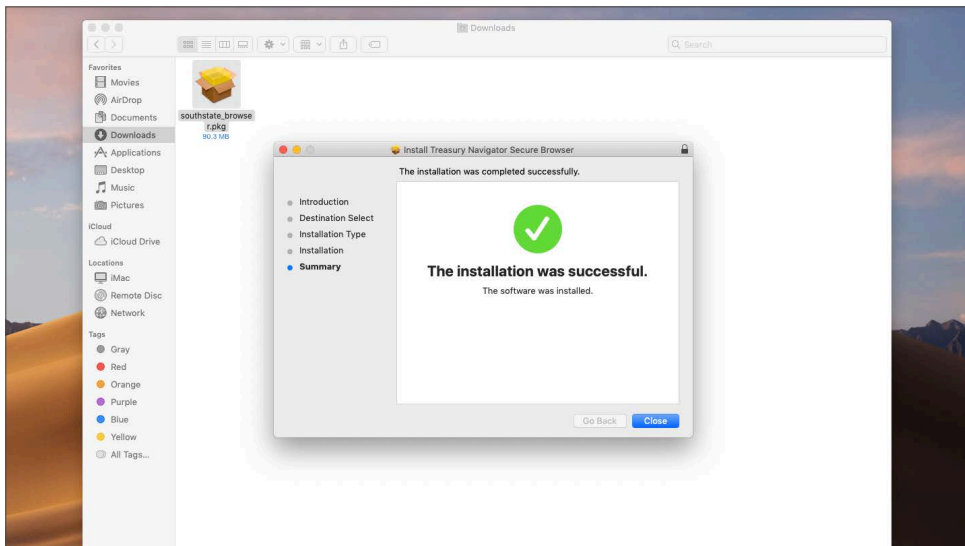 Downloads
Search
Favorites
Movies
AirDrop
Documents
Downloads
Applications
Desktop
Music
Pictures
iCloud
iCloud Drive
Locations
iMac
Remote Disc
Network
Tags
Gray
Red
Orange
Purple
Blue
Yellow
All Tags...
southstate_browse
r.pkg
90.3 MB
Install Treasury Navigator Secure Browser
The installation was completed successfully.
Introduction
Destination Select
Installation Type
Installation
Summary
The installation was successful.
The software was installed.
Go Back
Close